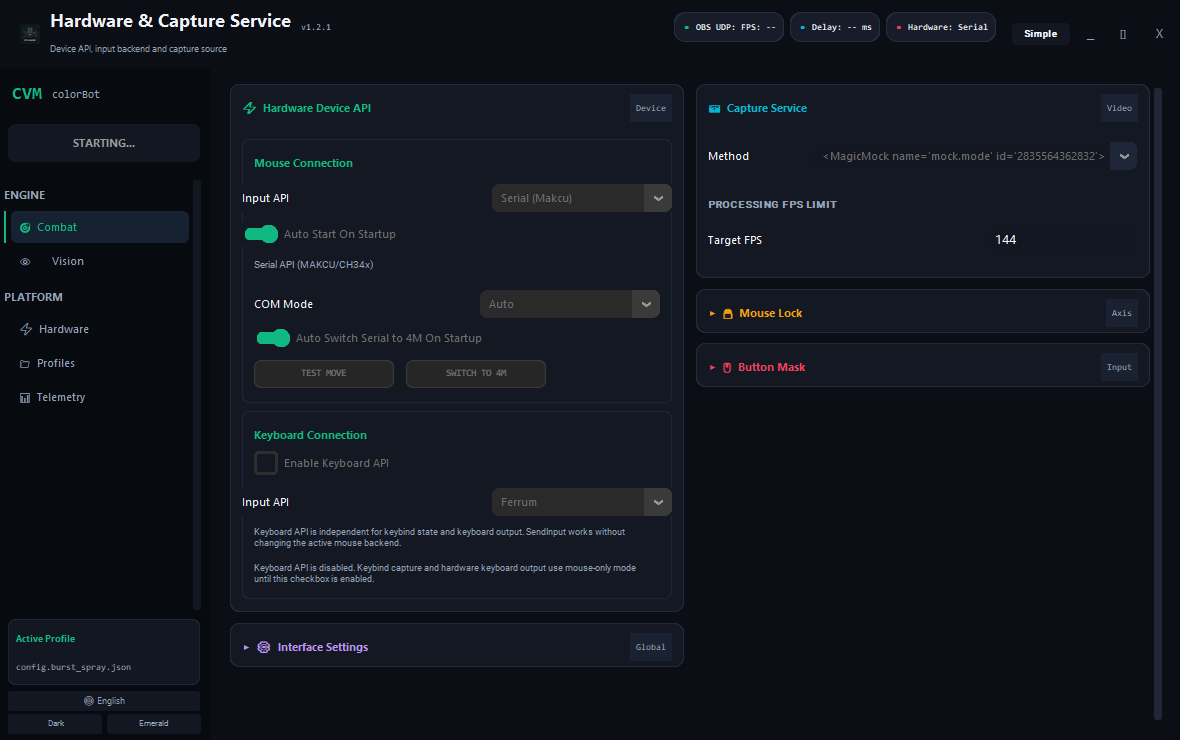 Hardware & Capture Service v1.2.1
Device API, input backend and capture source
OBS UDP: FPS: --
Delay: -- ms
Hardware: Serial
Simple
_
[]
X
CVM colorBot
STARTING...
ENGINE
Combat
Vision
PLATFORM
Hardware
Profiles
Telemetry
Active Profile
config.burst_spray.json
English
Dark
Emerald
Hardware Device API
Device
Mouse Connection
Input API
Serial (Makcu)
Auto Start On Startup
Serial API (MAKCU/CH34x)
COM Mode
Auto
Auto Switch Serial to 4M On Startup
TEST MOVE
SWITCH TO 4M
Keyboard Connection
Enable Keyboard API
Input API
Ferrum
Keyboard API is independent for keybind state and keyboard output. SendInput works without
changing the active mouse backend.
Keyboard API is disabled. Keybind capture and hardware keyboard output use mouse-only mode
until this checkbox is enabled.
Interface Settings
Global
Capture Service
Video
Method
<MagicMock name='mock.mode' id='2835564362832'>
PROCESSING FPS LIMIT
Target FPS
144
Mouse Lock
Axis
Button Mask
Input